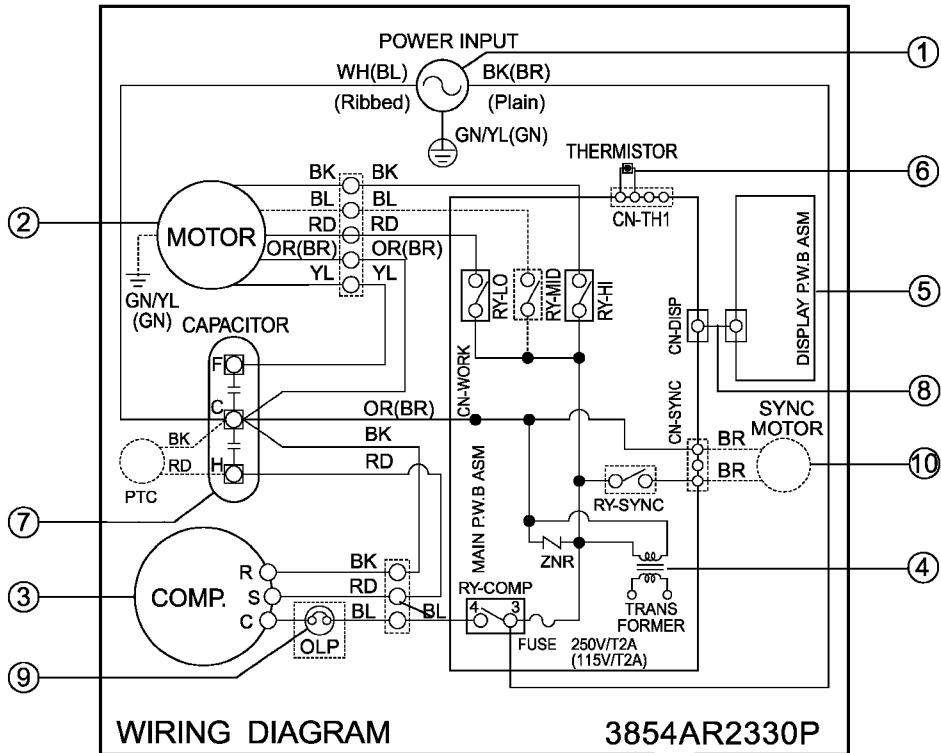 POWER INPUT
WH(BL) BK(BR)
(Ribbed) (Plain)
GN/YL(GN)
1
THERMISTOR
6
CN-TH1
BK BK
BL BL
RD RD
OR(BR) OR(BR)
YL YL
2
MOTOR
GN/YL
(GN)
RY-LO
RY-MID
RY-HI
CN-DISP
DISPLAY P.W.B ASM
5
8
CAPACITOR
F
C
H
BK
RD
PTC
7
OR(BR)
BK
RD
CN-WORK
MAIN P.W.B ASM
CN-SYNC
SYNC
MOTOR
BR
BR
10
RY-SYNC
ZNR
4
TRANS
FORMER
3
COMP.
R
S
C
BK
RD
BL
BL
OLP
9
RY-COMP
4 3
FUSE 250V/T2A
(115V/T2A)
WIRING DIAGRAM 3854AR2330P